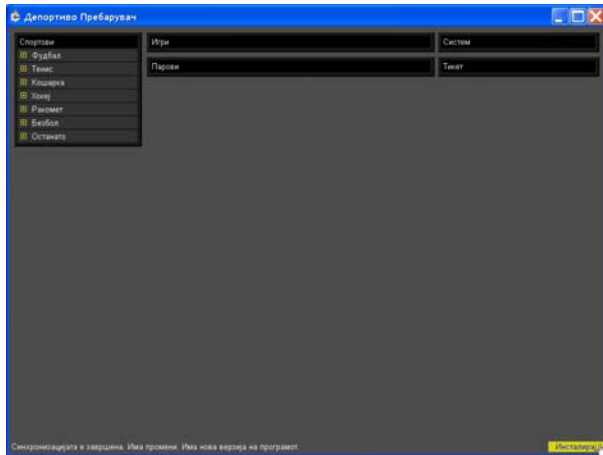 Депортиво Пребарувач
Спортови
Фудбал
Тенис
Кошарка
Хокеј
Ракомет
Безбол
Останато
Игри
Парови
Систем
Тикет
Синхронизацијата е завршена. Има промени. Има нова верзија на програмот.
Инсталирај